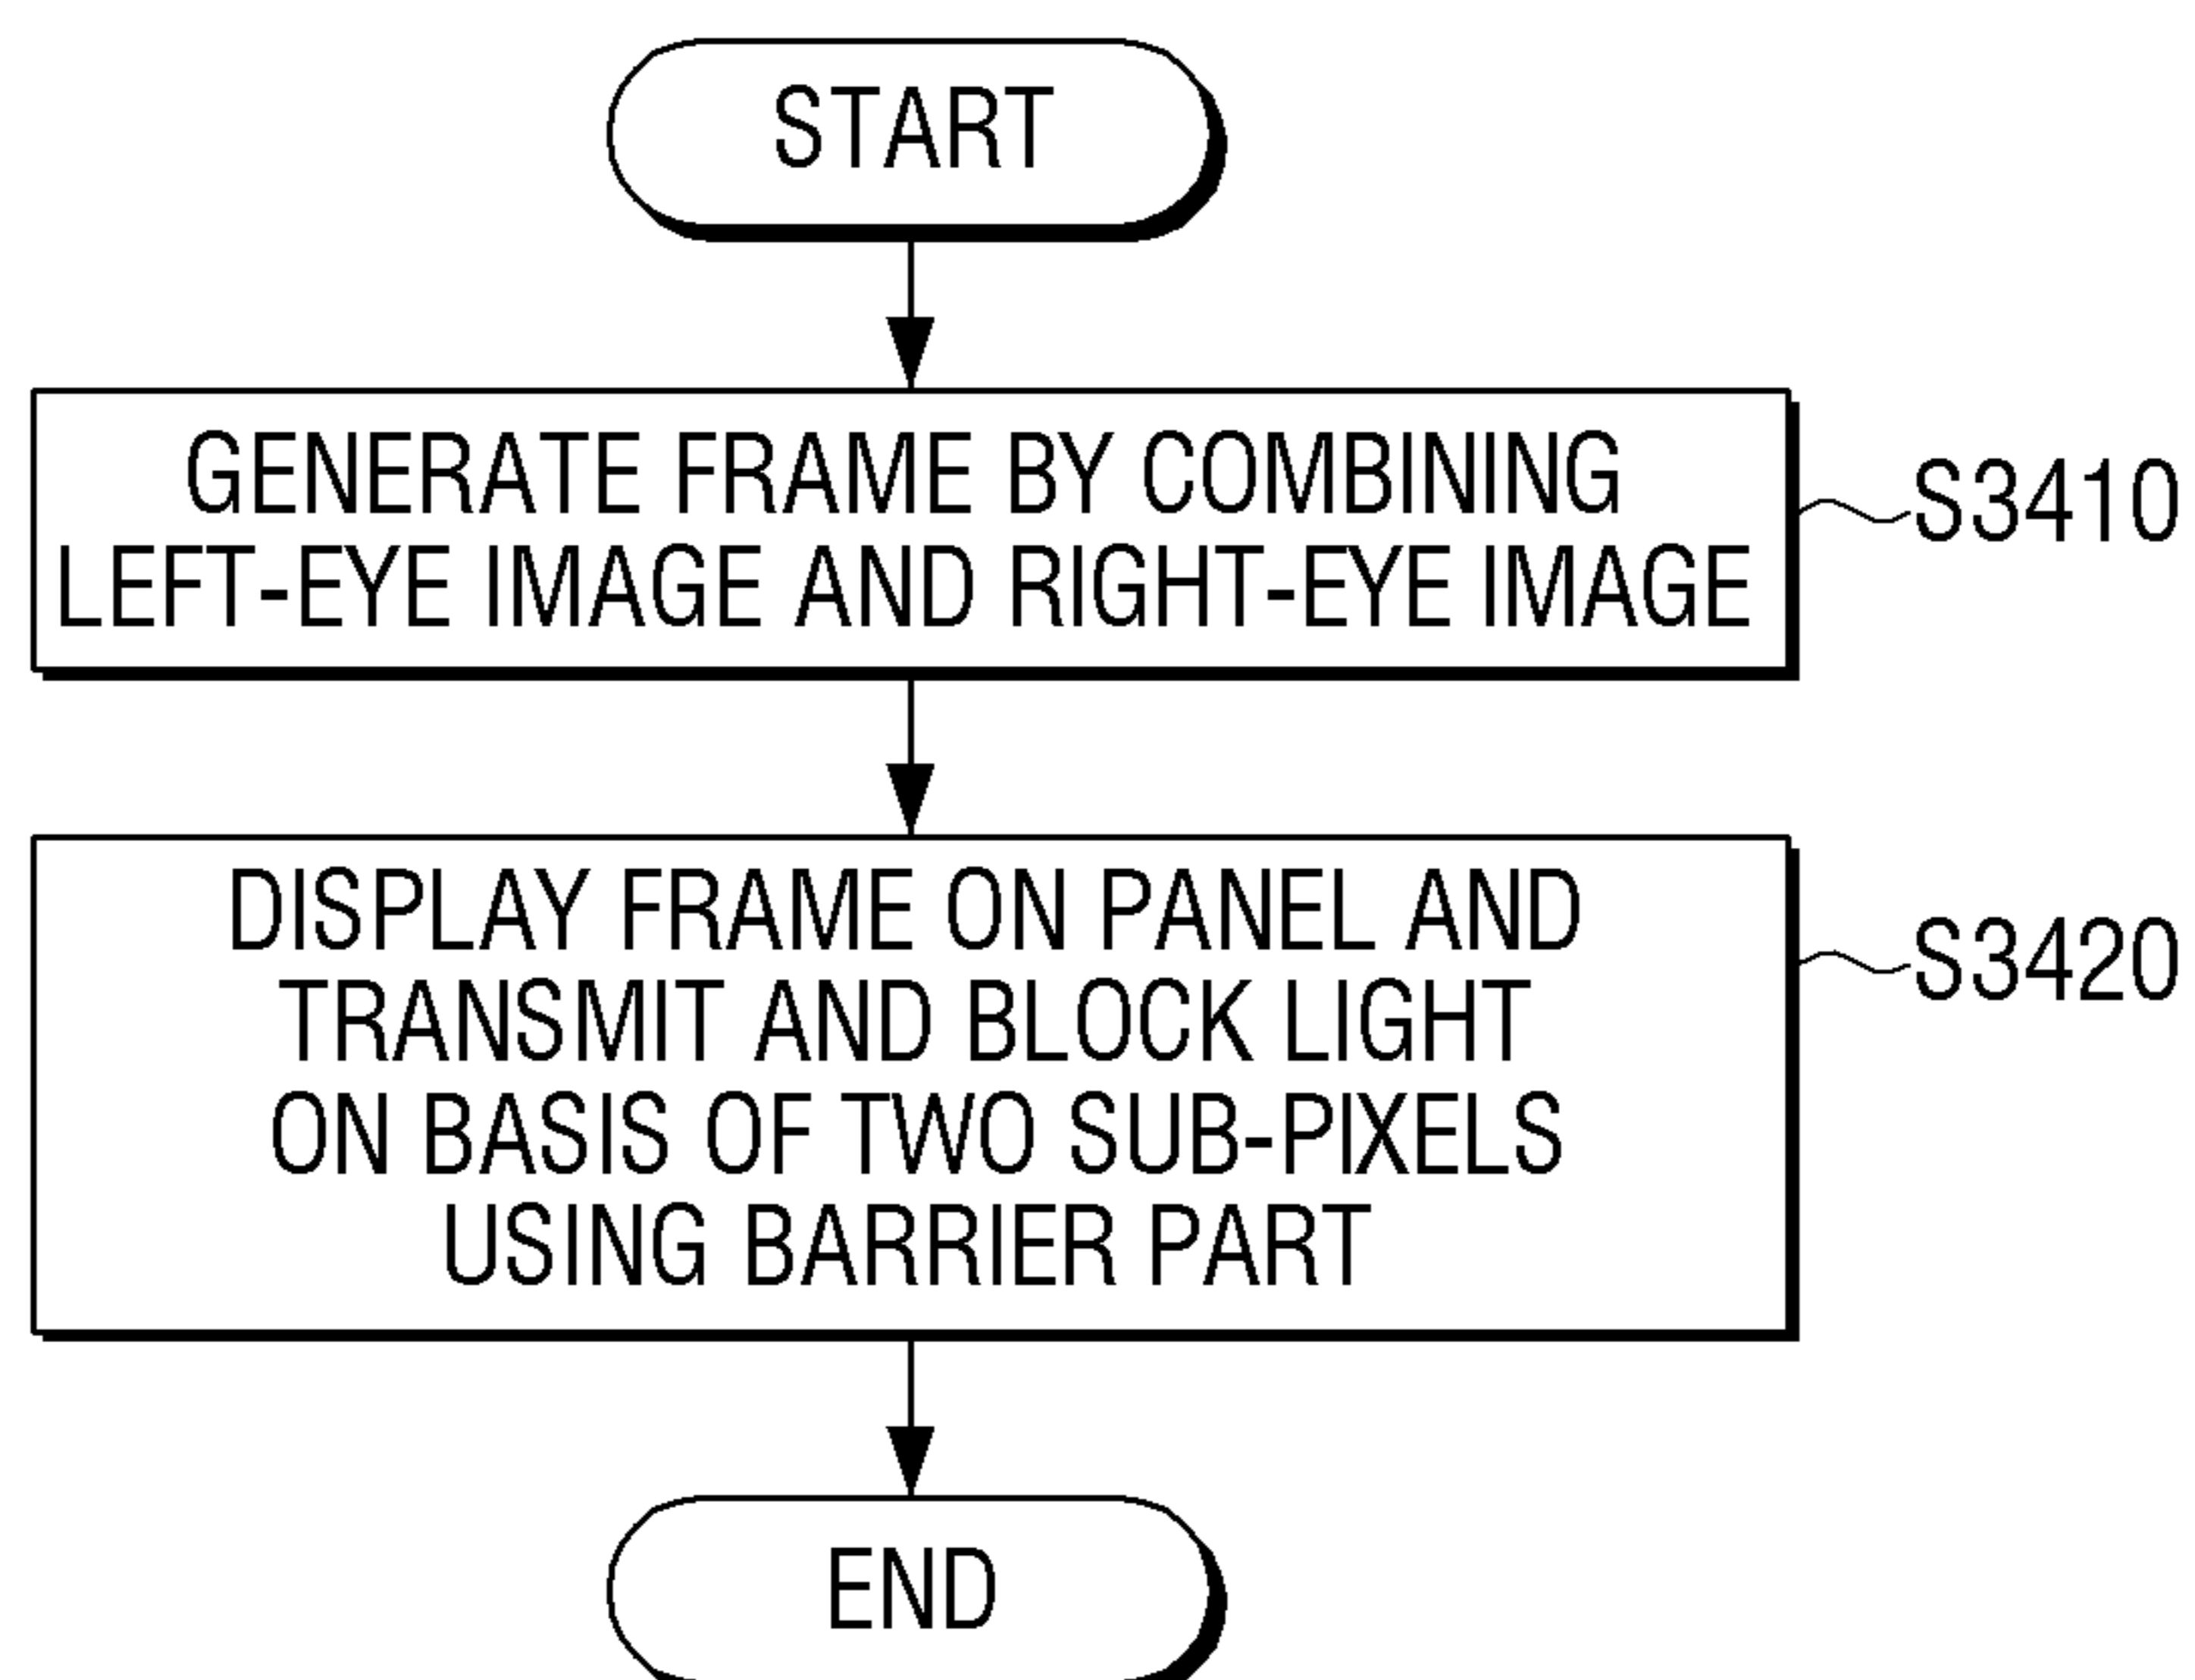 START
GENERATE FRAME BY COMBINING
LEFT-EYE IMAGE AND RIGHT-EYE IMAGE
S3410
DISPLAY FRAME ON PANEL AND
TRANSMIT AND BLOCK LIGHT
ON BASIS OF TWO SUB-PIXELS
USING BARRIER PART
S3420
END